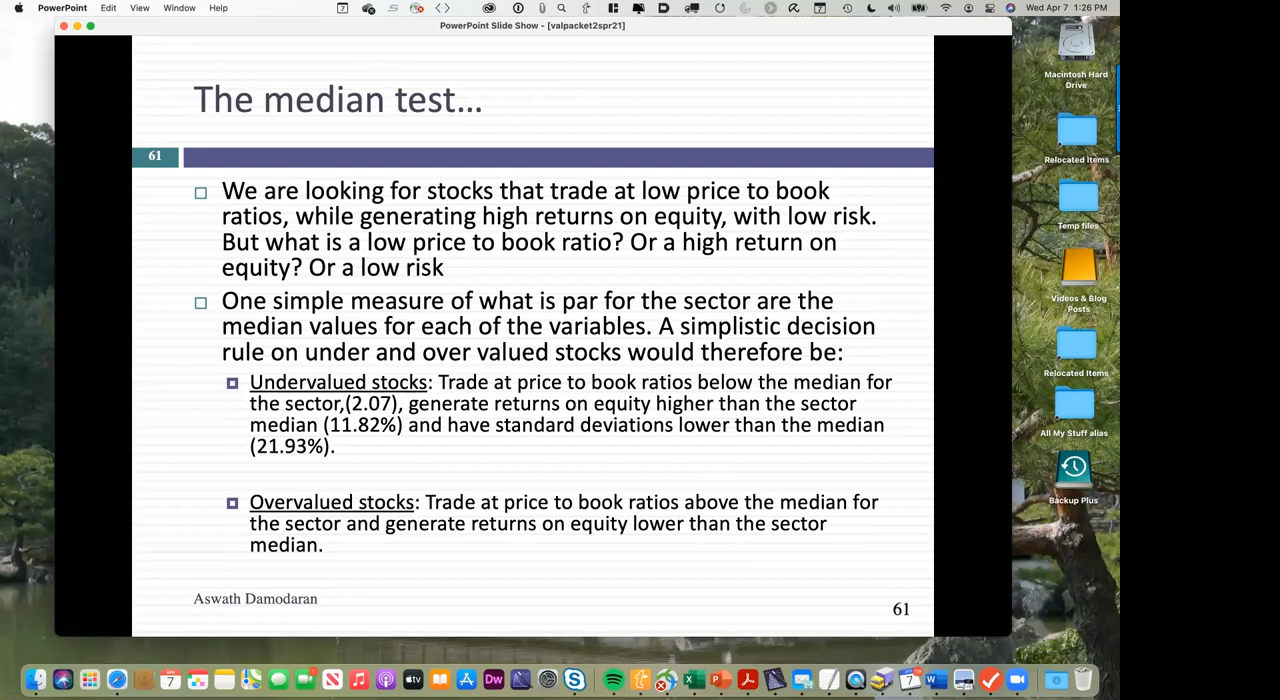 PowerPoint Edit View Window Help
Wed Apr 7 1:26 PM
PowerPoint Slide Show - [valpacket2spr21]
The median test...
61
We are looking for stocks that trade at low price to book
ratios, while generating high returns on equity, with low risk.
But what is a low price to book ratio? Or a high return on
equity? Or a low risk
One simple measure of what is par for the sector are the
median values for each of the variables. A simplistic decision
rule on under and over valued stocks would therefore be:
Undervalued stocks: Trade at price to book ratios below the median for
the sector,(2.07), generate returns on equity higher than the sector
median (11.82%) and have standard deviations lower than the median
(21.93%).
Overvalued stocks: Trade at price to book ratios above the median for
the sector and generate returns on equity lower than the sector
median.
Aswath Damodaran
61
Macintosh Hard
Drive
Relocated Items
Temp files
Videos & Blog
Posts
Relocated Items
All My Stuff alias
Backup Plus
tv
Dw